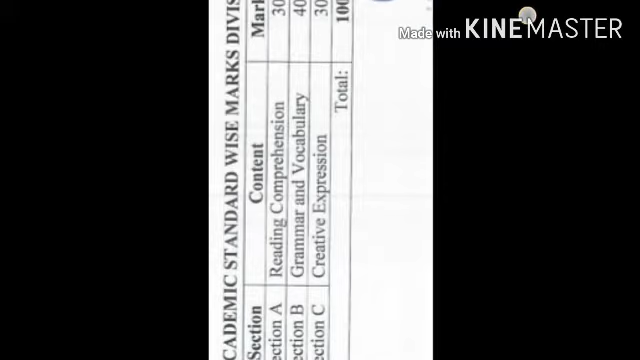 CADEMIC STANDARD WISE MARKS DIVIS
Section Content Mark
ection A Reading Comprehension 30
ection B Grammar and Vocabulary 40
ection C Creative Expression 30
Total: 100
Made with KINEMASTER